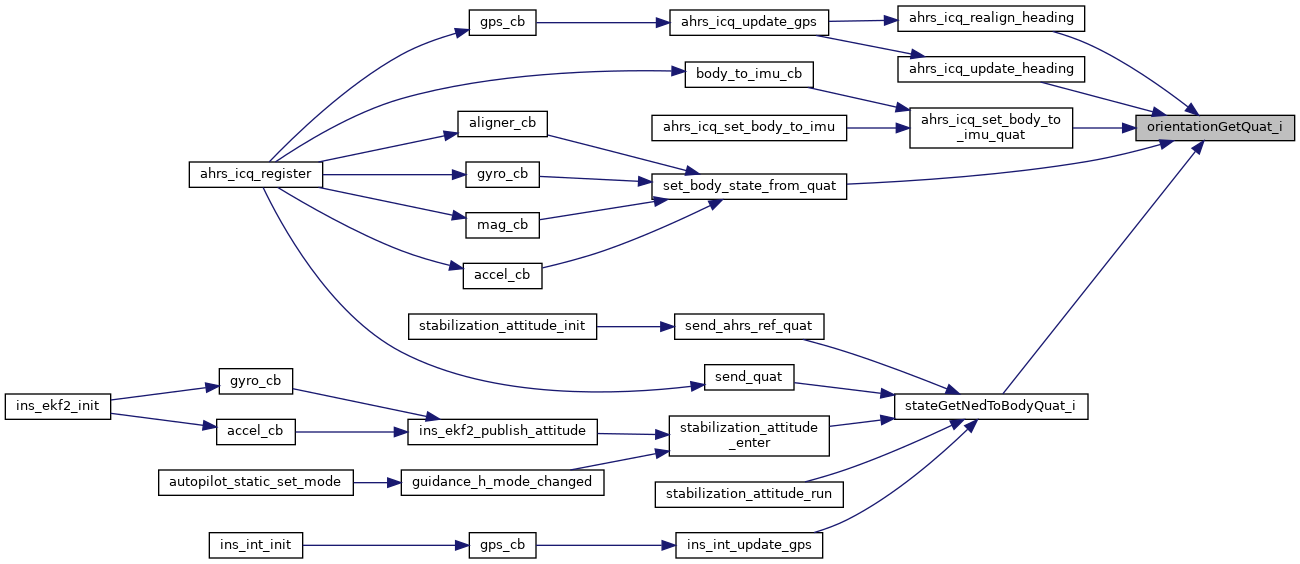 gps_cb
ahrs_icq_update_gps
ahrs_icq_realign_heading
body_to_imu_cb
ahrs_icq_update_heading
aligner_cb
ahrs_icq_set_body_to_imu
ahrs_icq_set_body_to
_imu_quat
orientationGetQuat_i
ahrs_icq_register
gyro_cb
set_body_state_from_quat
mag_cb
accel_cb
stabilization_attitude_init
send_ahrs_ref_quat
gyro_cb
send_quat
ins_ekf2_init
stateGetNedToBodyQuat_i
accel_cb
ins_ekf2_publish_attitude
stabilization_attitude
_enter
autopilot_static_set_mode
guidance_h_mode_changed
stabilization_attitude_run
ins_int_init
gps_cb
ins_int_update_gps